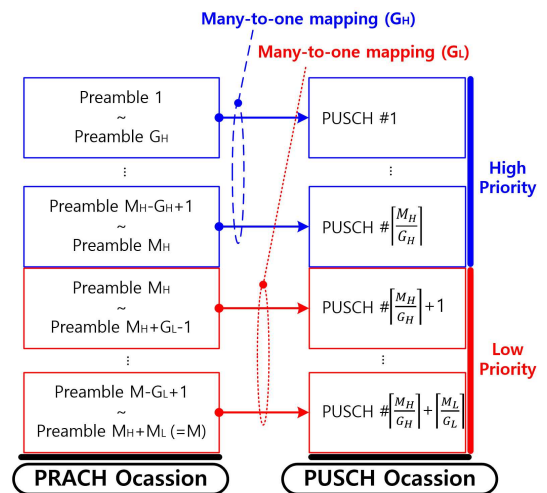 Many-to-one mapping (GH)
Many-to-one mapping (GL)
Preamble 1
~
Preamble GH
PUSCH #1
⋮
⋮
High
Priority
Preamble MH-GH+1
~
Preamble MH
PUSCH #⌈MH/GH⌉
Preamble MH
~
Preamble MH+GL-1
PUSCH #⌈MH/GH⌉+1
⋮
⋮
Low
Priority
Preamble M-GL+1
~
Preamble MH+ML (=M)
PUSCH #⌈MH/GH⌉+⌈ML/GL⌉
PRACH Ocassion
PUSCH Ocassion